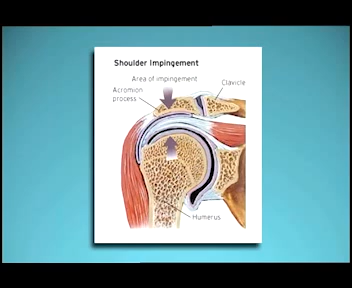 Shoulder Impingement
Area of impingement
Clavicle
Acromion
process
Humerus